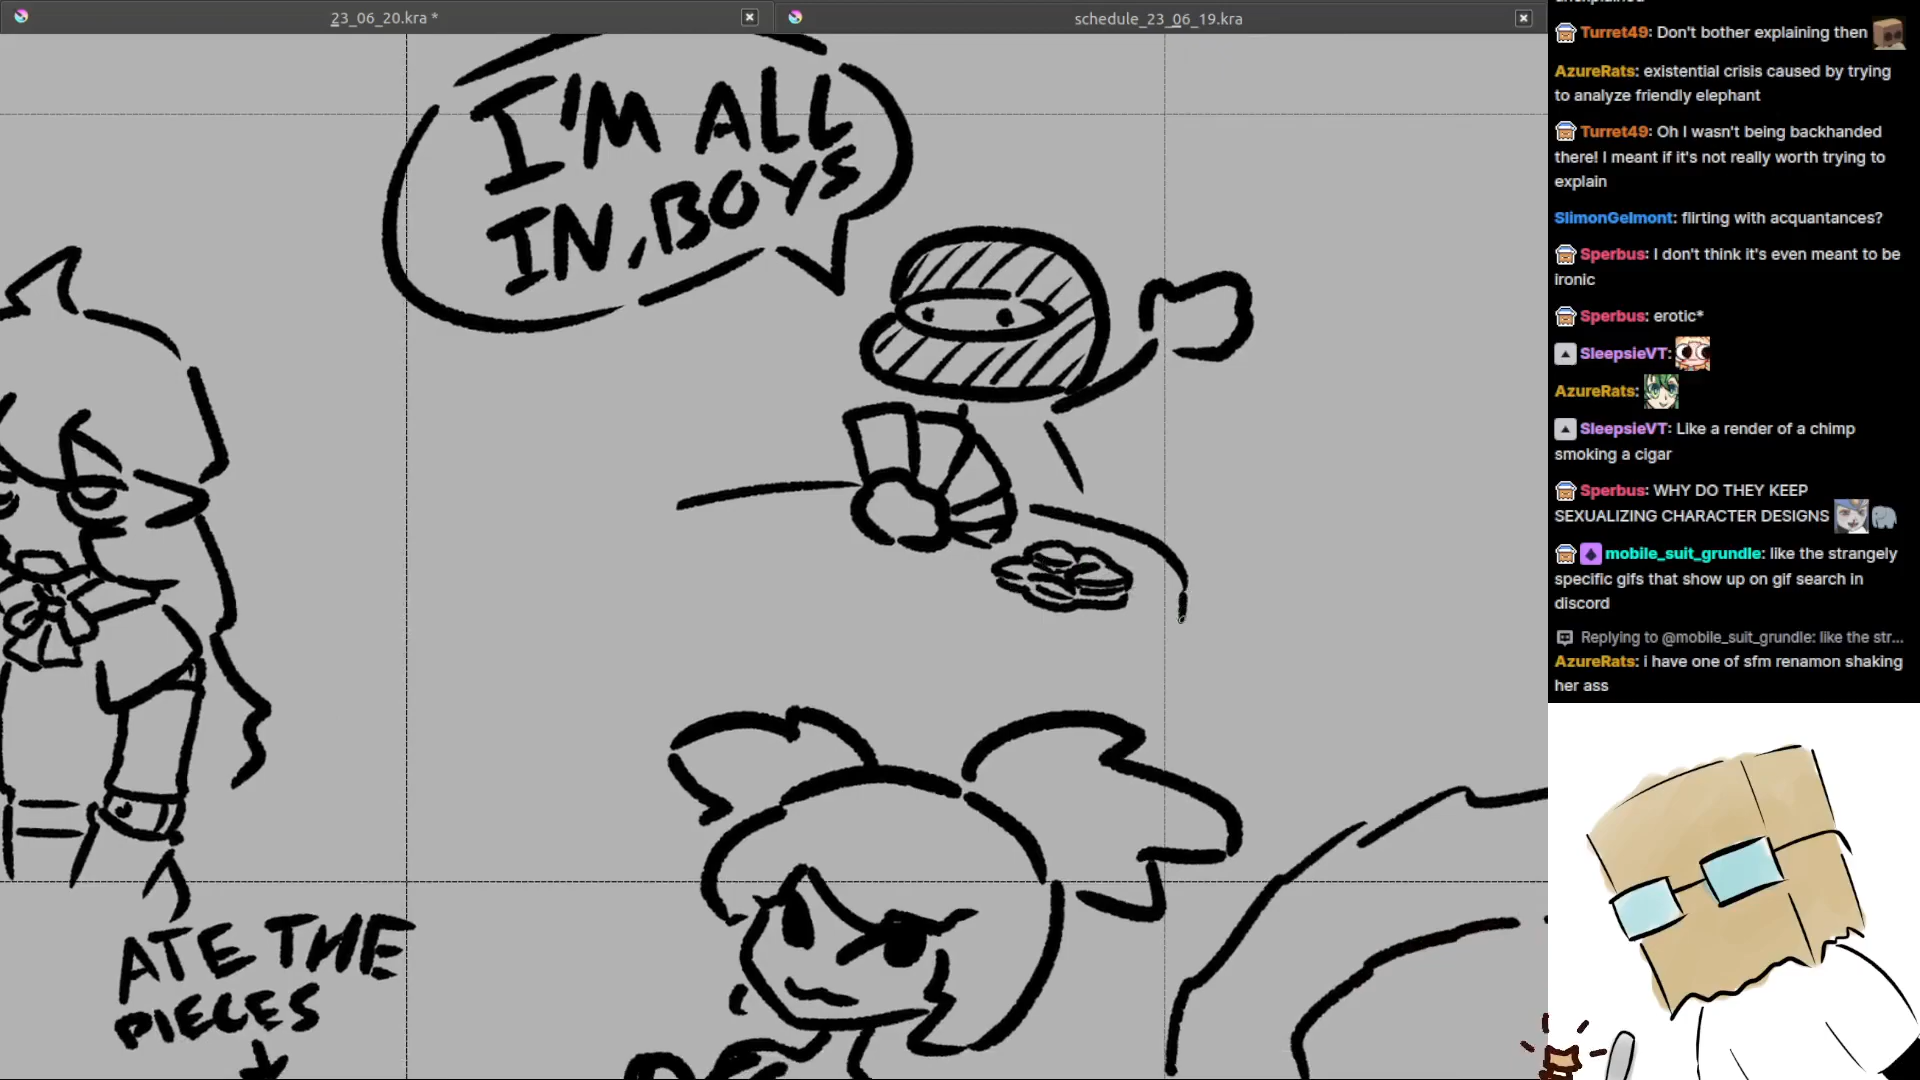 23_06_20.kra *
schedule_23_06_19.kra
I'M ALL
IN, BOYS
ATE THE
PIECES
Turret49: Don't bother explaining then
AzureRats: existential crisis caused by trying
to analyze friendly elephant
Turret49: Oh I wasn't being backhanded
there! I meant if it's not really worth trying to
explain
SlimonGelmont: flirting with acquantances?
Sperbus: I don't think it's even meant to be
ironic
Sperbus: erotic*
SleepsieVT:
AzureRats:
SleepsieVT: Like a render of a chimp
smoking a cigar
Sperbus: WHY DO THEY KEEP
SEXUALIZING CHARACTER DESIGNS
mobile_suit_grundle: like the strangely
specific gifs that show up on gif search in
discord
Replying to @mobile_suit_grundle: like the str...
AzureRats: i have one of sfm renamon shaking
her ass